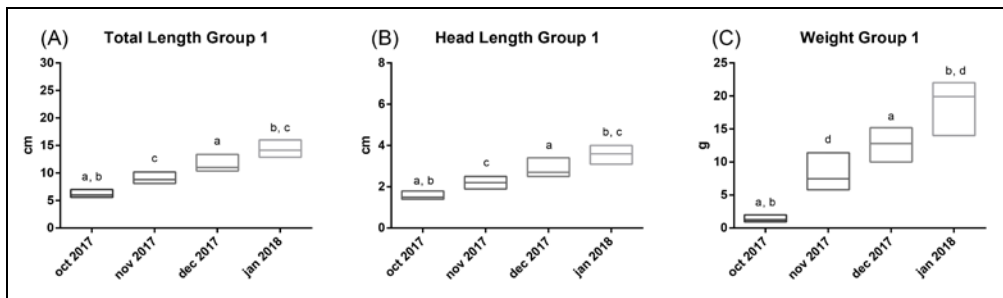 (A) Total Length Group 1
cm
30
25
20
15
10
5
0
a, b
c
a
b, c
oct 2017
nov 2017
dec 2017
jan 2018
(B) Head Length Group 1
cm
8
6
4
2
0
a, b
c
a
b, c
oct 2017
nov 2017
dec 2017
jan 2018
(C) Weight Group 1
g
25
20
15
10
5
0
a, b
d
a
b, d
oct 2017
nov 2017
dec 2017
jan 2018